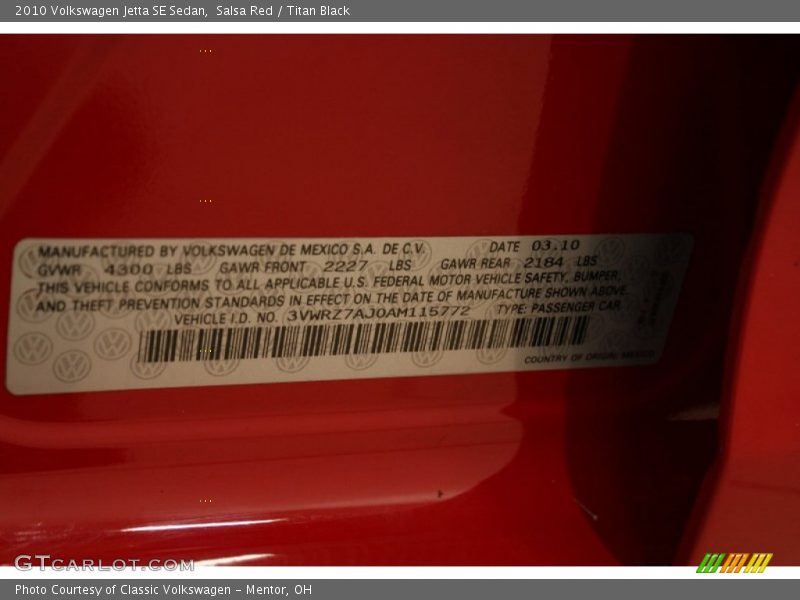 2010 Volkswagen Jetta SE Sedan,  Salsa Red / Titan Black
MANUFACTURED BY VOLKSWAGEN DE MEXICO S.A. DE C.V. DATE 03.10
GVWR 4300 LBS GAWR FRONT 2227 LBS GAWR REAR 2184 LBS
THIS VEHICLE CONFORMS TO ALL APPLICABLE U.S. FEDERAL MOTOR VEHICLE SAFETY, BUMPER,
AND THEFT PREVENTION STANDARDS IN EFFECT ON THE DATE OF MANUFACTURE SHOWN ABOVE.
VEHICLE I.D. NO. 3VWRZ7AJ0AM115772 TYPE: PASSENGER CAR
COUNTRY OF ORIGIN: MEXICO
GTcarlot.com
Photo Courtesy of Classic Volkswagen - Mentor, OH